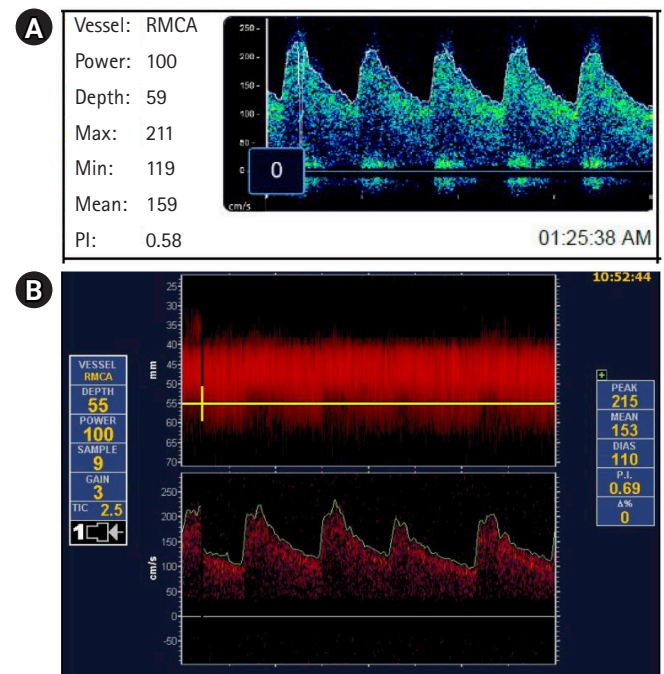 A
Vessel: RMCA
Power: 100
Depth: 59
Max: 211
Min: 119
Mean: 159
PI: 0.58
250
200
150
100
50
0
cm/s
0
01:25:38 AM
B
10:52:44
VESSEL
RMCA
DEPTH
55
POWER
100
SAMPLE
9
GAIN
3
TIC 2.5
1
mm
25
30
35
40
45
50
55
60
65
70
cm/s
250
200
150
100
50
0
-50
+
PEAK
215
MEAN
153
DIAS
110
P.I.
0.69
Δ%
0